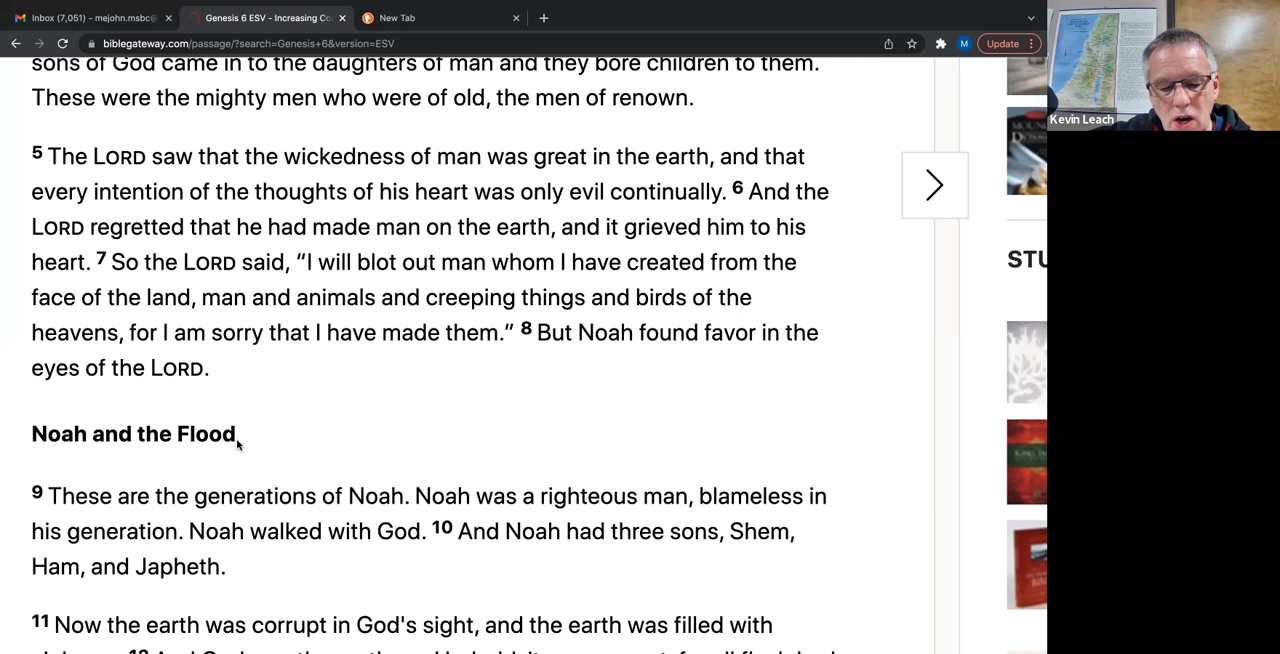 Inbox (7,051) - mejohn.msbc@
Genesis 6 ESV - Increasing Co
New Tab
biblegateway.com/passage/?search=Genesis+6&version=ESV
M
Update
Kevin Leach
sons of God came in to the daughters of man and they bore children to them.
These were the mighty men who were of old, the men of renown.
5 The LORD saw that the wickedness of man was great in the earth, and that
every intention of the thoughts of his heart was only evil continually. 6 And the
LORD regretted that he had made man on the earth, and it grieved him to his
heart. 7 So the LORD said, “I will blot out man whom I have created from the
face of the land, man and animals and creeping things and birds of the
heavens, for I am sorry that I have made them.” 8 But Noah found favor in the
eyes of the LORD.
STU
Noah and the Flood
9 These are the generations of Noah. Noah was a righteous man, blameless in
his generation. Noah walked with God. 10 And Noah had three sons, Shem,
Ham, and Japheth.
11 Now the earth was corrupt in God's sight, and the earth was filled with